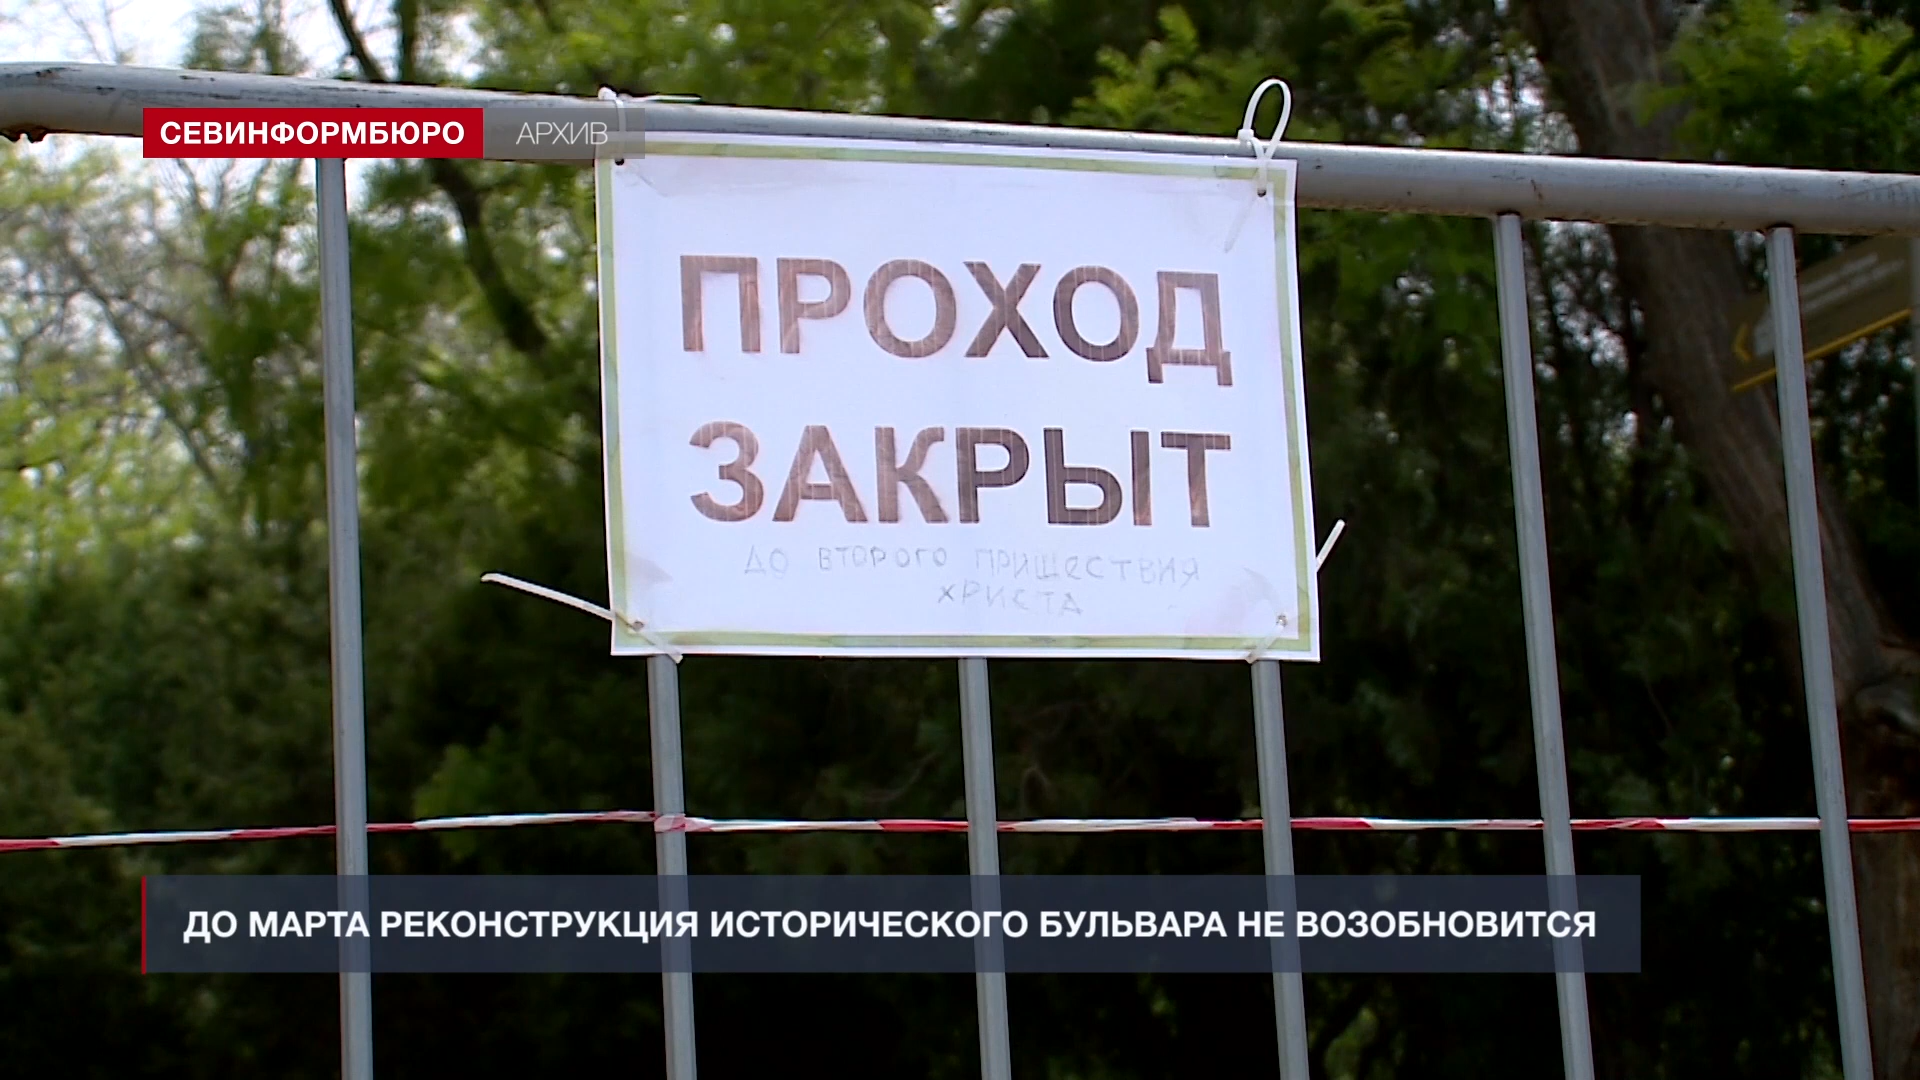 СЕВИНФОРМБЮРО АРХИВ
ПРОХОД
ЗАКРЫТ
ДО ВТОРОГО ПРИШЕСТВИЯ
ХРИСТА
ДО МАРТА РЕКОНСТРУКЦИЯ ИСТОРИЧЕСКОГО БУЛЬВАРА НЕ ВОЗОБНОВИТСЯ